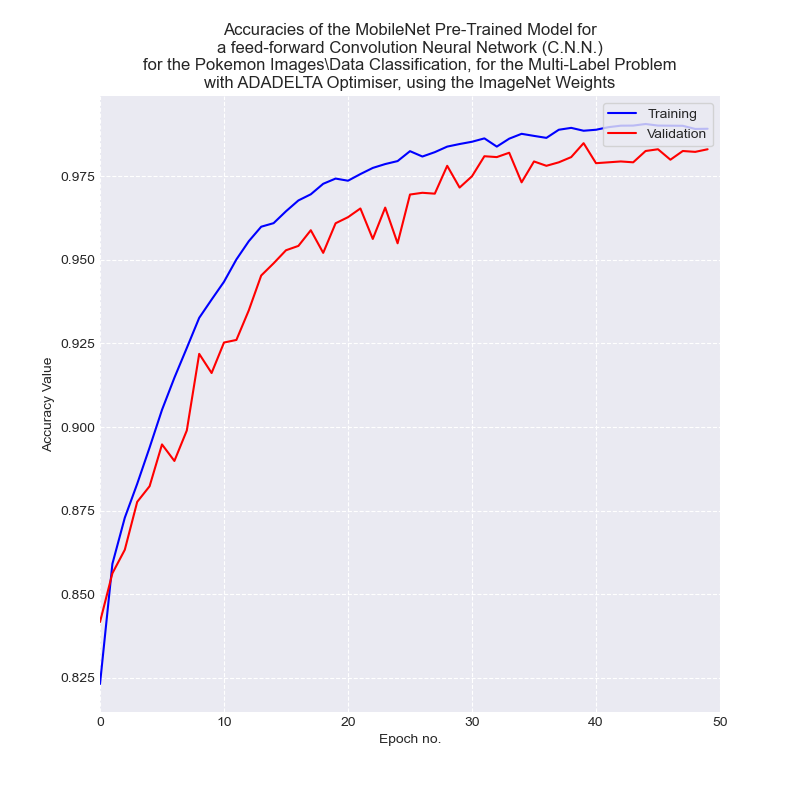 Accuracies of the MobileNet Pre-Trained Model for
a feed-forward Convolution Neural Network (C.N.N.)
for the Pokemon Images\Data Classification, for the Multi-Label Problem
with ADADELTA Optimiser, using the ImageNet Weights
Training
Validation
0.975
0.950
0.925
0.900
0.875
0.850
0.825
Accuracy Value
0 10 20 30 40 50
Epoch no.